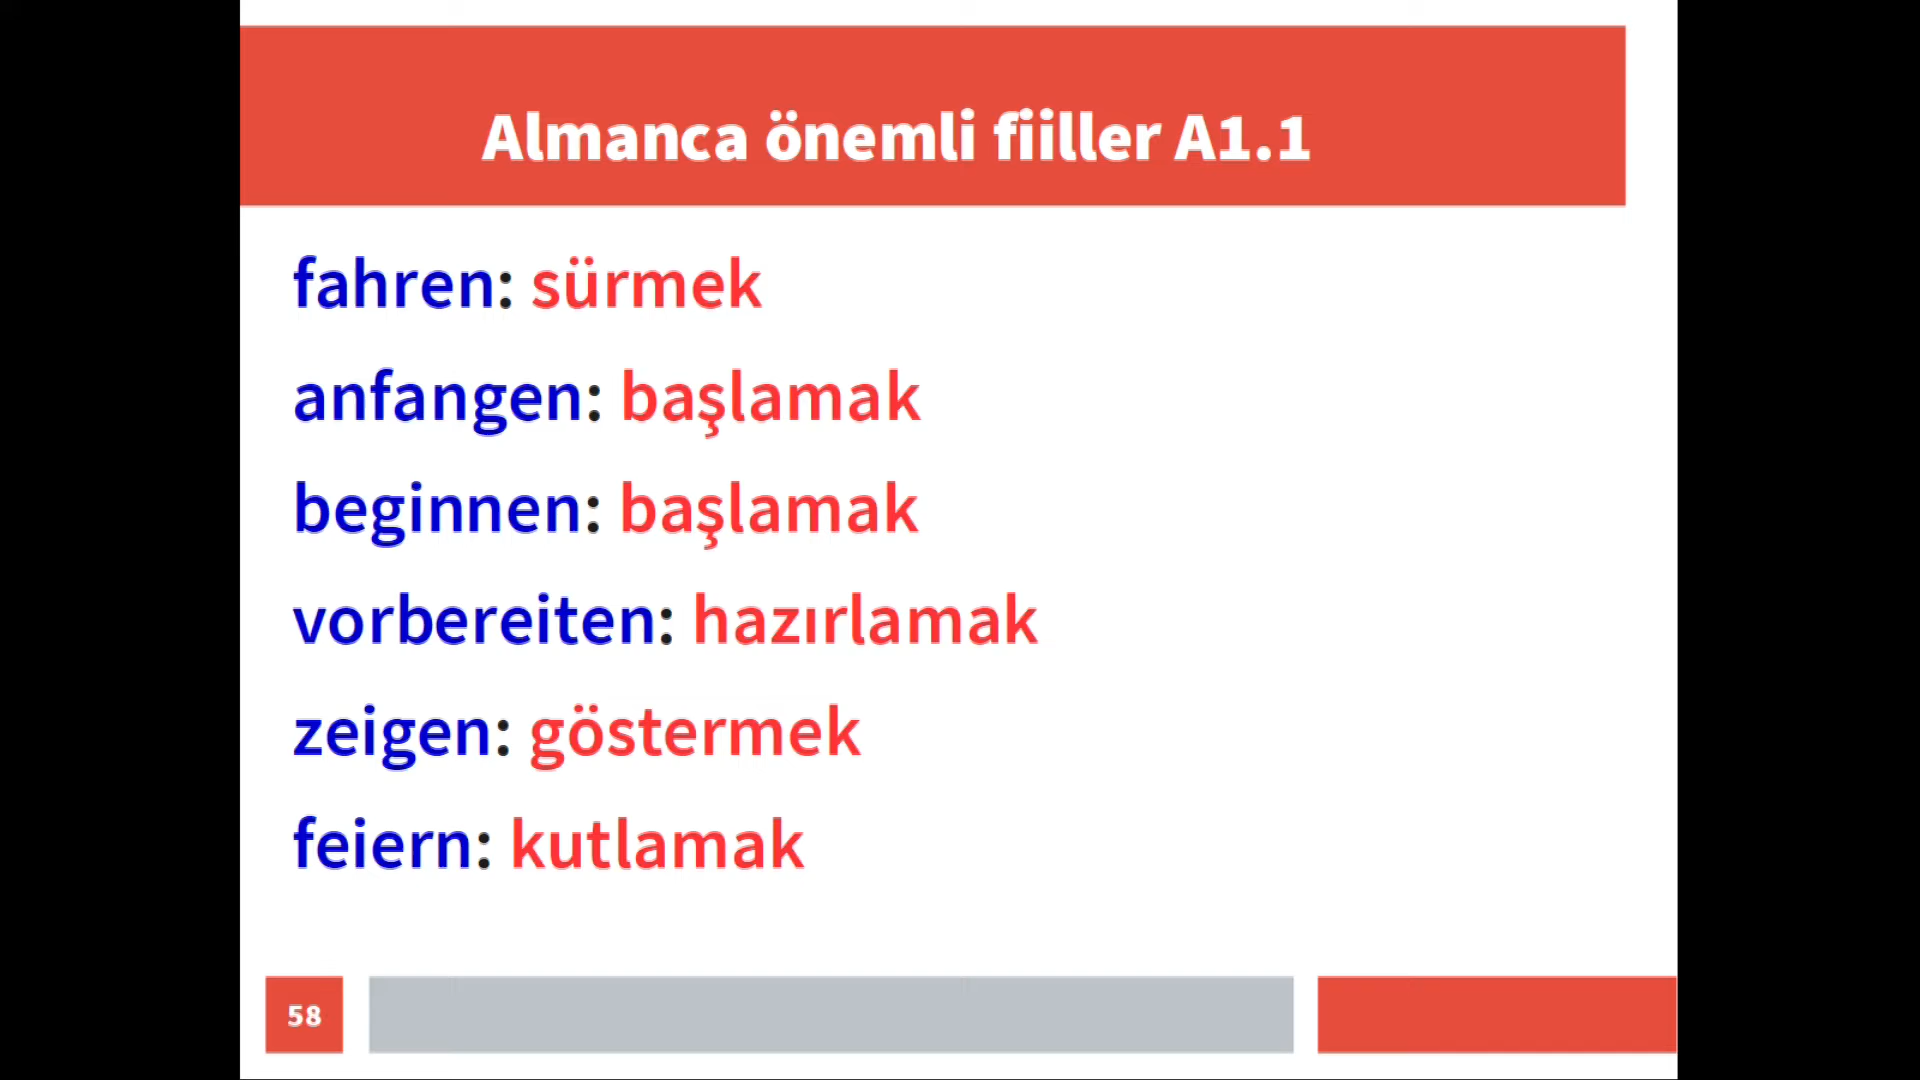 Almanca önemli fiiller A1.1
fahren: sürmek
anfangen: başlamak
beginnen: başlamak
vorbereiten: hazırlamak
zeigen: göstermek
feiern: kutlamak
58